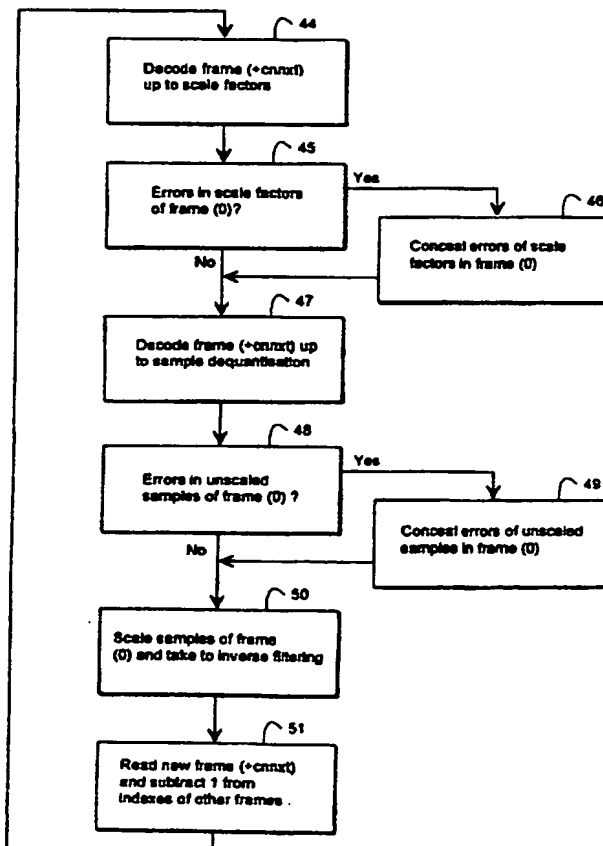 44
Decode frame (+cnnxt)
up to scale factors
45
Errors in scale factors
of frame (0)?
Yes
46
Conceal errors of scale
factors in frame (0)
No
47
Decode frame (+cnnxt) up
to sample dequantisation
48
Errors in unscaled
samples of frame (0) ?
Yes
49
Conceal errors of unscaled
samples in frame (0)
No
50
Scale samples of frame
(0) and take to inverse filtering
51
Read new frame (+cnnxt)
and subtract 1 from
indexes of other frames .